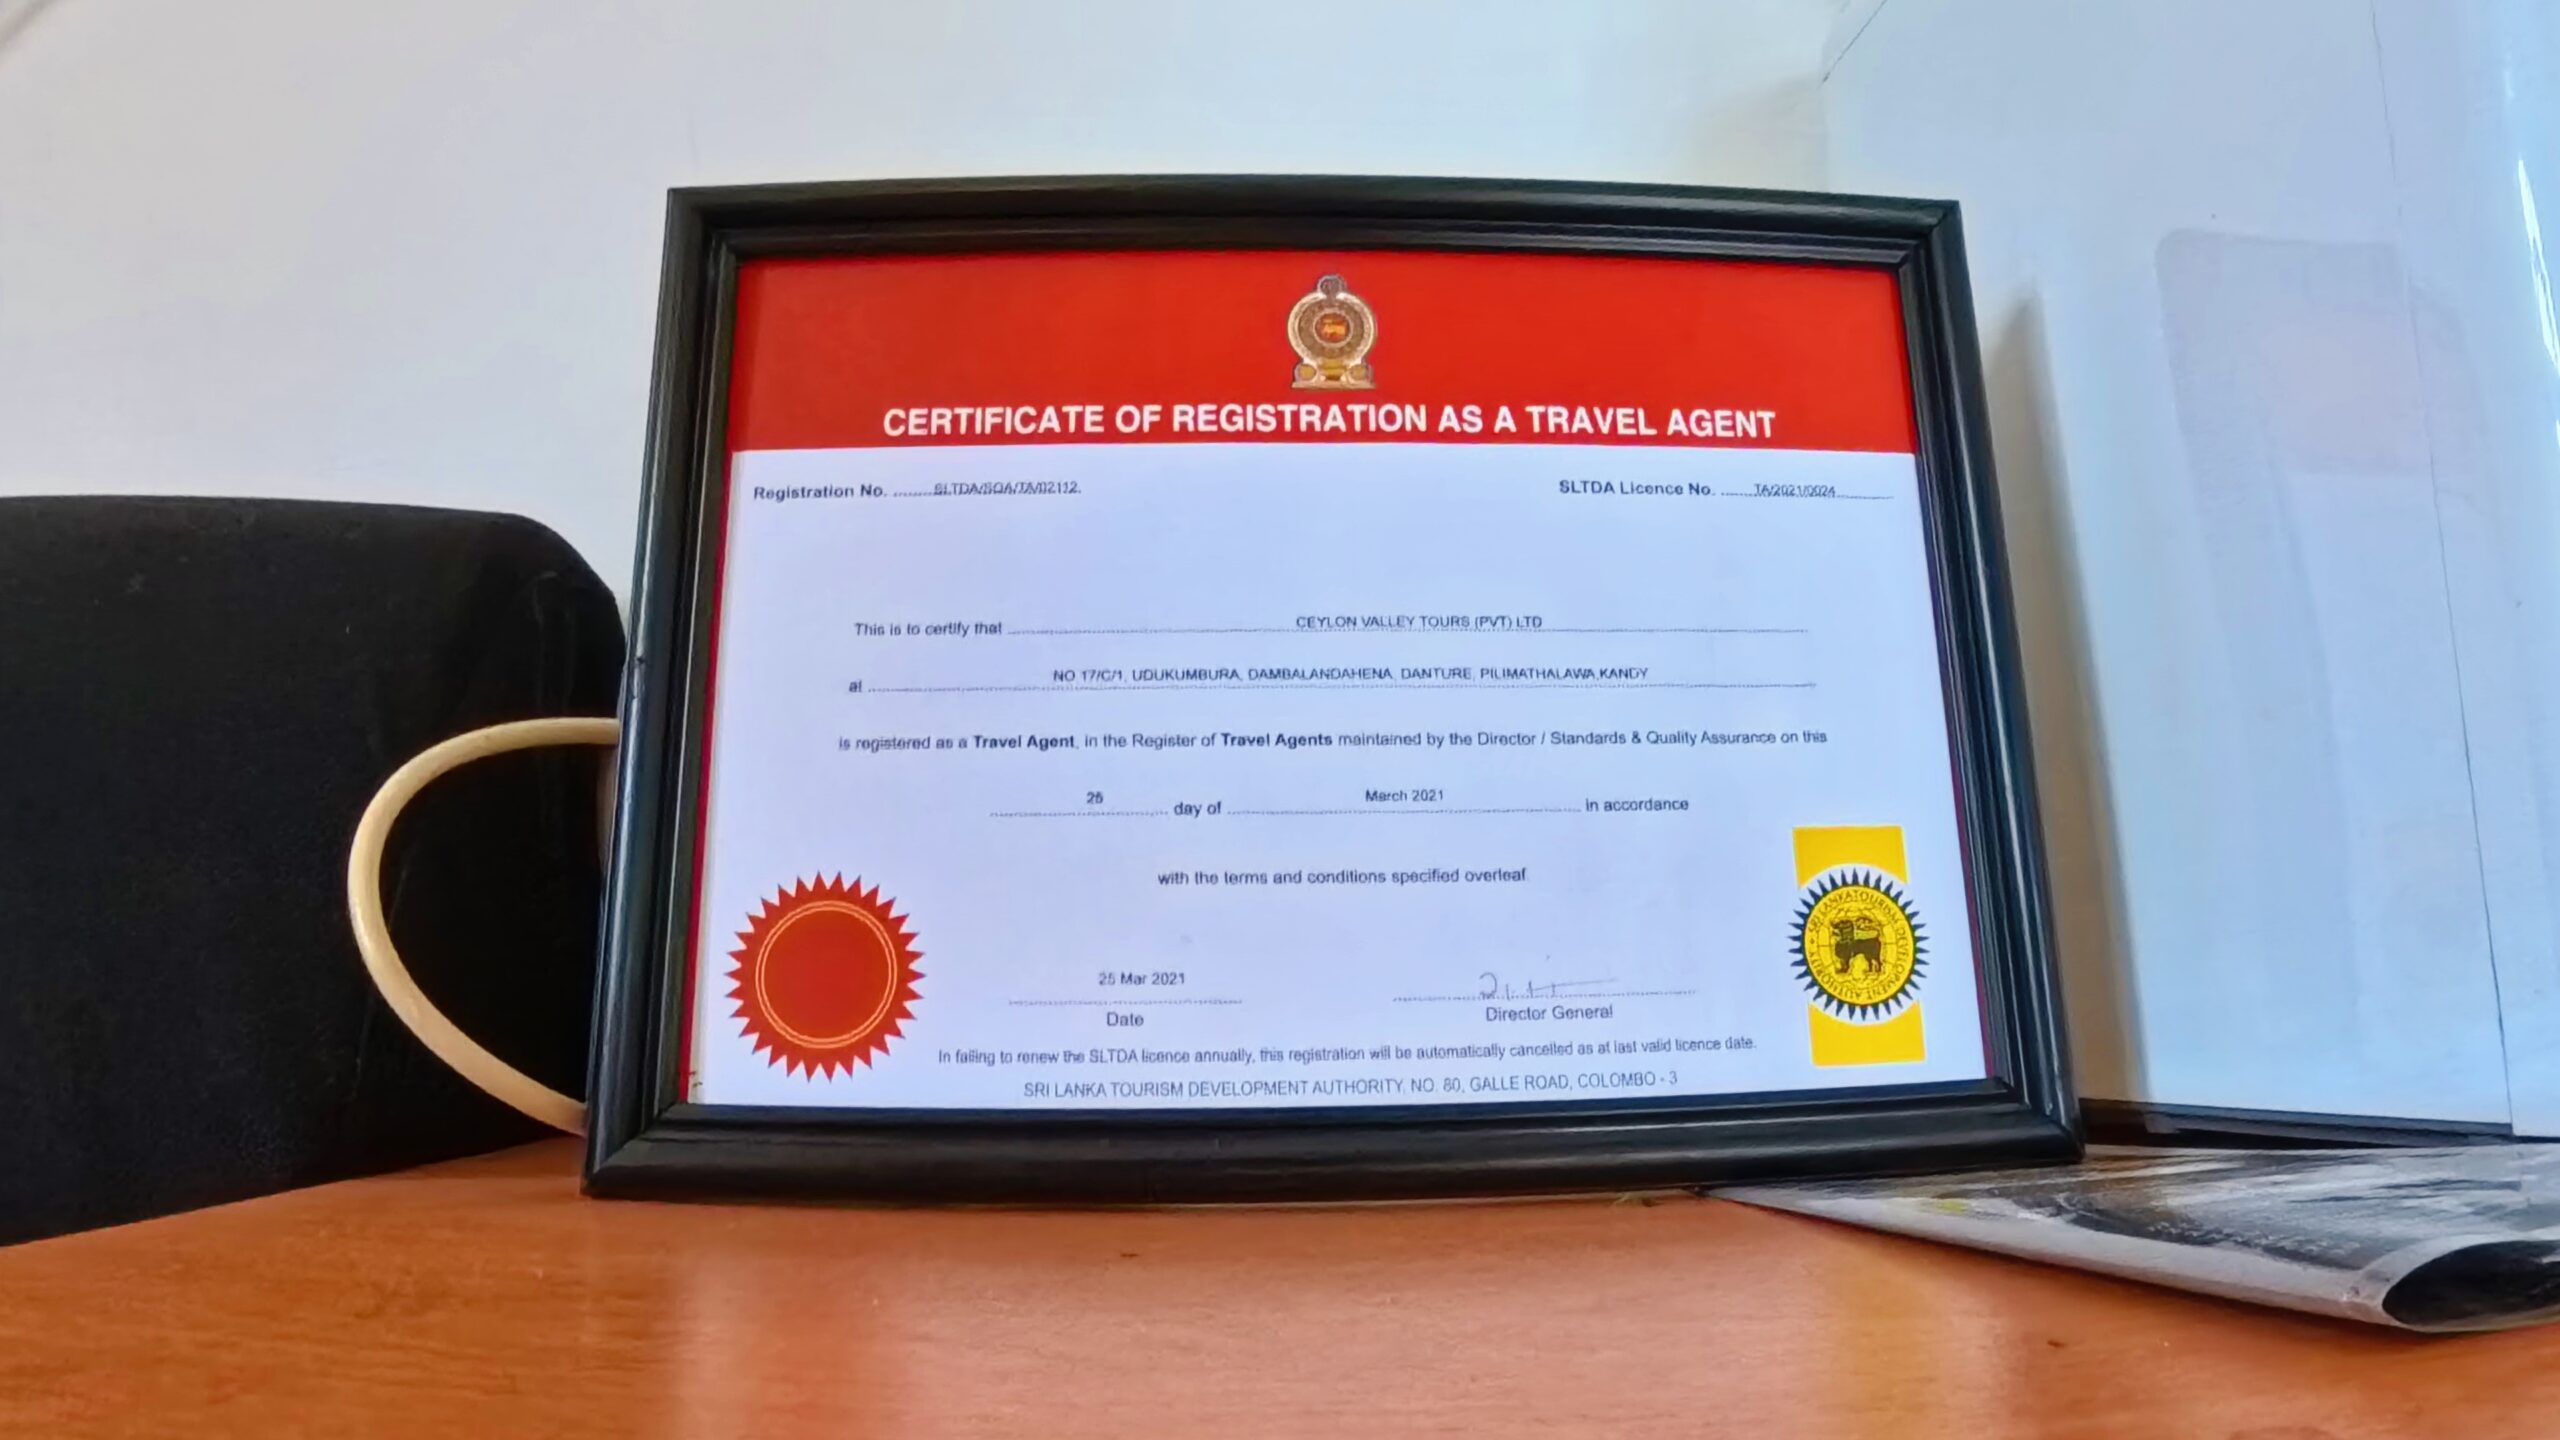 CERTIFICATE OF REGISTRATION AS A TRAVEL AGENT
Registration No. SLTDA/SQA/TA/02112. SLTDA Licence No. TA/2021/0024
This is to certify that CEYLON VALLEY TOURS (PVT) LTD
at NO 17/C/1, UDUKUMBURA, DAMBALANDAHENA, DANTURE, PILIMATHALAWA,KANDY
is registered as a Travel Agent, in the Register of Travel Agents maintained by the Director / Standards & Quality Assurance on this
25 day of March 2021 in accordance
with the terms and conditions specified overleaf
25 Mar 2021
Date Director General
SRI LANKA TOURISM DEVELOPMENT AUTHORITY
In failing to renew the SLTDA licence annually, this registration will be automatically cancelled as at last valid licence date.
SRI LANKA TOURISM DEVELOPMENT AUTHORITY, NO. 80, GALLE ROAD, COLOMBO - 3